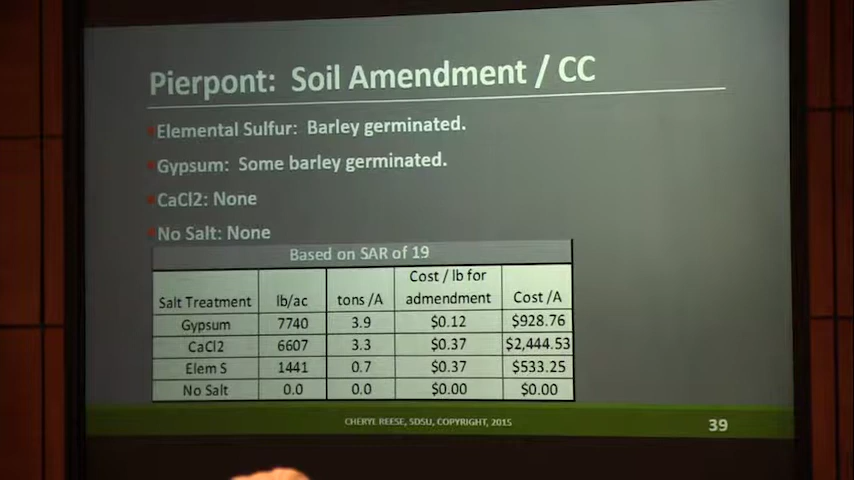 Pierpont: Soil Amendment / CC
Elemental Sulfur: Barley germinated.
Gypsum: Some barley germinated.
CaCl2: None
No Salt: None
Based on SAR of 19
Salt Treatment lb/ac tons /A Cost / lb for admendment Cost /A
Gypsum 7740 3.9 $0.12 $928.76
CaCl2 6607 3.3 $0.37 $2,444.53
Elem S 1441 0.7 $0.37 $533.25
No Salt 0.0 0.0 $0.00 $0.00
CHERYL REESE, SDSU, COPYRIGHT, 2015 39